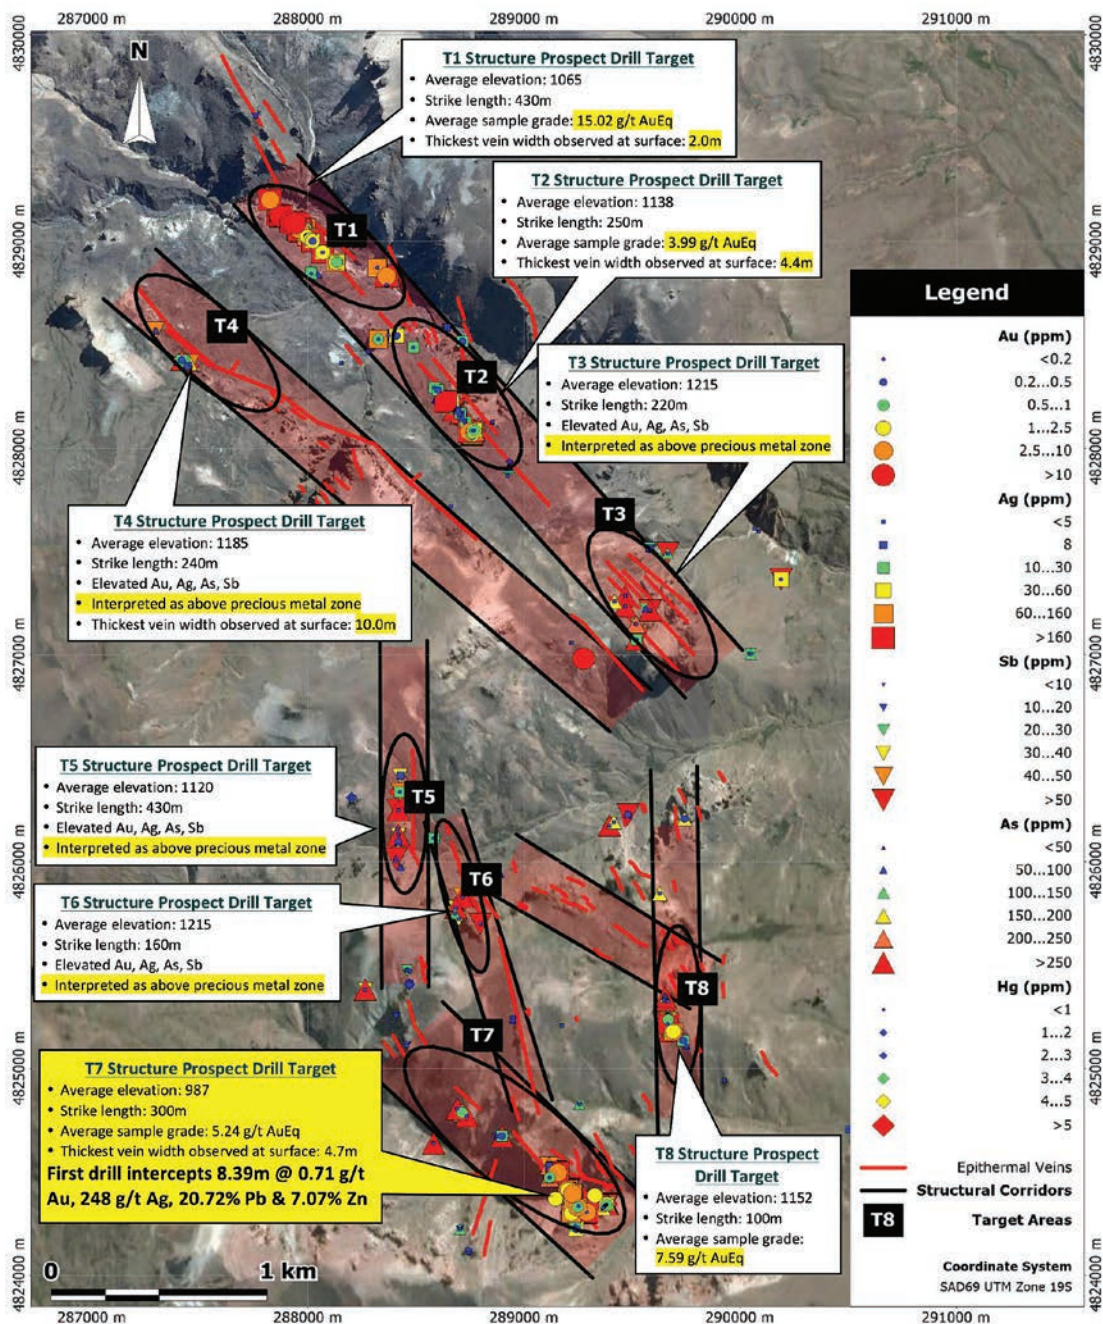 287000 m
288000 m
289000 m
290000 m
291000 m
4830000 m
4830000 m
N
T1 Structure Prospect Drill Target
• Average elevation: 1065
• Strike length: 430m
• Average sample grade: 15.02 g/t AuEq
• Thickest vein width observed at surface: 2.0m
T2 Structure Prospect Drill Target
• Average elevation: 1138
• Strike length: 250m
• Average sample grade: 3.99 g/t AuEq
• Thickest vein width observed at surface: 4.4m
T1
4829000 m
4829000 m
T4
T2
T3 Structure Prospect Drill Target
• Average elevation: 1215
• Strike length: 220m
• Elevated Au, Ag, As, Sb
• Interpreted as above precious metal zone
4828000 m
4828000 m
T3
T4 Structure Prospect Drill Target
• Average elevation: 1185
• Strike length: 240m
• Elevated Au, Ag, As, Sb
• Interpreted as above precious metal zone
• Thickest vein width observed at surface: 10.0m
4827000 m
4827000 m
T5 Structure Prospect Drill Target
• Average elevation: 1120
• Strike length: 430m
• Elevated Au, Ag, As, Sb
• Interpreted as above precious metal zone
T5
4826000 m
4826000 m
T6
T6 Structure Prospect Drill Target
• Average elevation: 1215
• Strike length: 160m
• Elevated Au, Ag, As, Sb
• Interpreted as above precious metal zone
T8
T7
4825000 m
4825000 m
T7 Structure Prospect Drill Target
• Average elevation: 987
• Strike length: 300m
• Average sample grade: 5.24 g/t AuEq
• Thickest vein width observed at surface: 4.7m
First drill intercepts 8.39m @ 0.71 g/t
Au, 248 g/t Ag, 20.72% Pb & 7.07% Zn
T8 Structure Prospect
Drill Target
• Average elevation: 1152
• Strike length: 100m
• Average sample grade:
7.59 g/t AuEq
0 1 km
4824000 m
4824000 m
287000 m
288000 m
289000 m
290000 m
291000 m
Legend
Au (ppm)
<0.2
0.2...0.5
0.5...1
1...2.5
2.5...10
>10
Ag (ppm)
<5
8
10...30
30...60
60...160
>160
Sb (ppm)
<10
10...20
20...30
30...40
40...50
>50
As (ppm)
<50
50...100
100...150
150...200
200...250
>250
Hg (ppm)
<1
1...2
2...3
3...4
4...5
>5
Epithermal Veins
Structural Corridors
T8 Target Areas
Coordinate System
SAD69 UTM Zone 19S